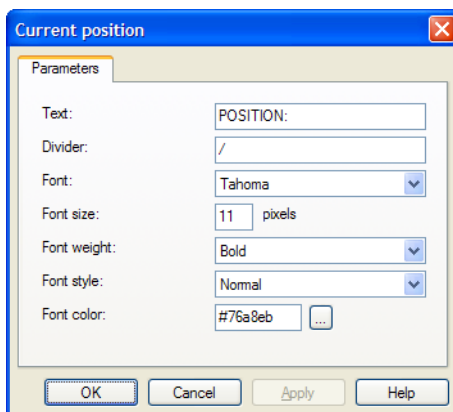 Current position
Parameters
Text: POSITION:
Divider: /
Font: Tahoma
Font size: 11 pixels
Font weight: Bold
Font style: Normal
Font color: #76a8eb ...
OK Cancel Apply Help